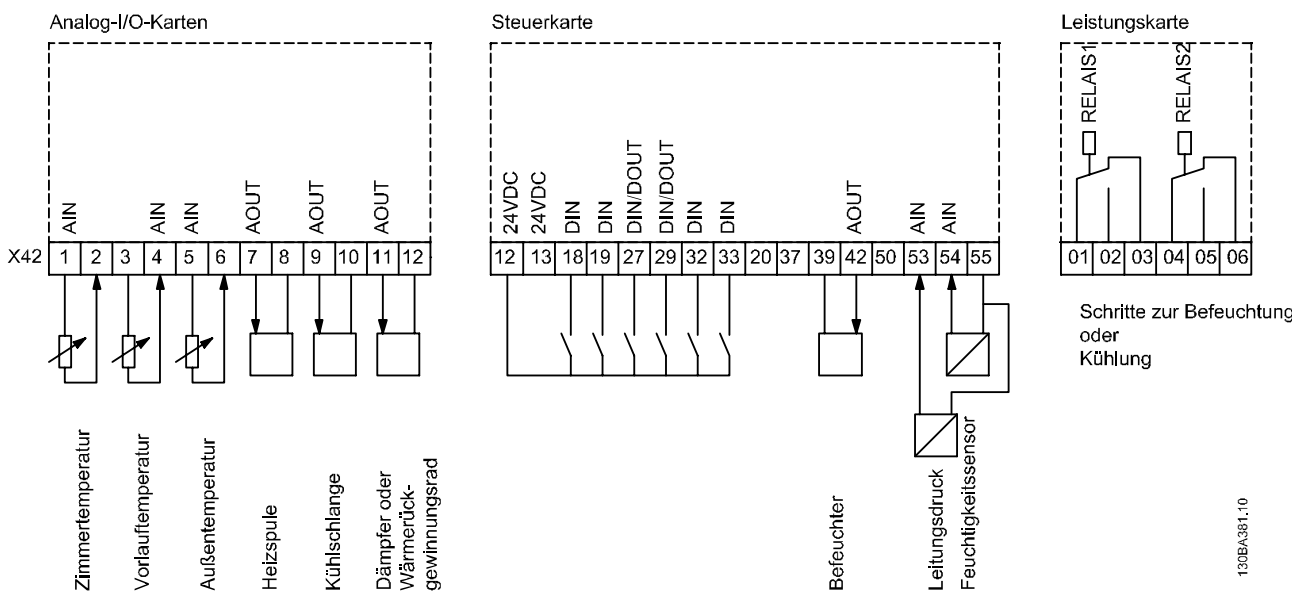 Analog-I/O-Karten
Steuerkarte
Leistungskarte
RELAIS1
RELAIS2
AIN
AIN
AIN
AOUT
AOUT
AOUT
24VDC
24VDC
DIN
DIN
DIN/DOUT
DIN/DOUT
DIN
DIN
AOUT
AIN
AIN
X42
1 2 3 4 5 6 7 8 9 10 11 12
12 13 18 19 27 29 32 33 20 37 39 42 50 53 54 55
01 02 03 04 05 06
Schritte zur Befeuchtung
oder
Kühlung
Zimmertemperatur
Vorlauftemperatur
Außentemperatur
Heizspule
Kühlschlange
Dämpfer oder
Wärmerück-
gewinnungsrad
Befeuchter
Leitungsdruck
Feuchtigkeitssensor
130BA381.10